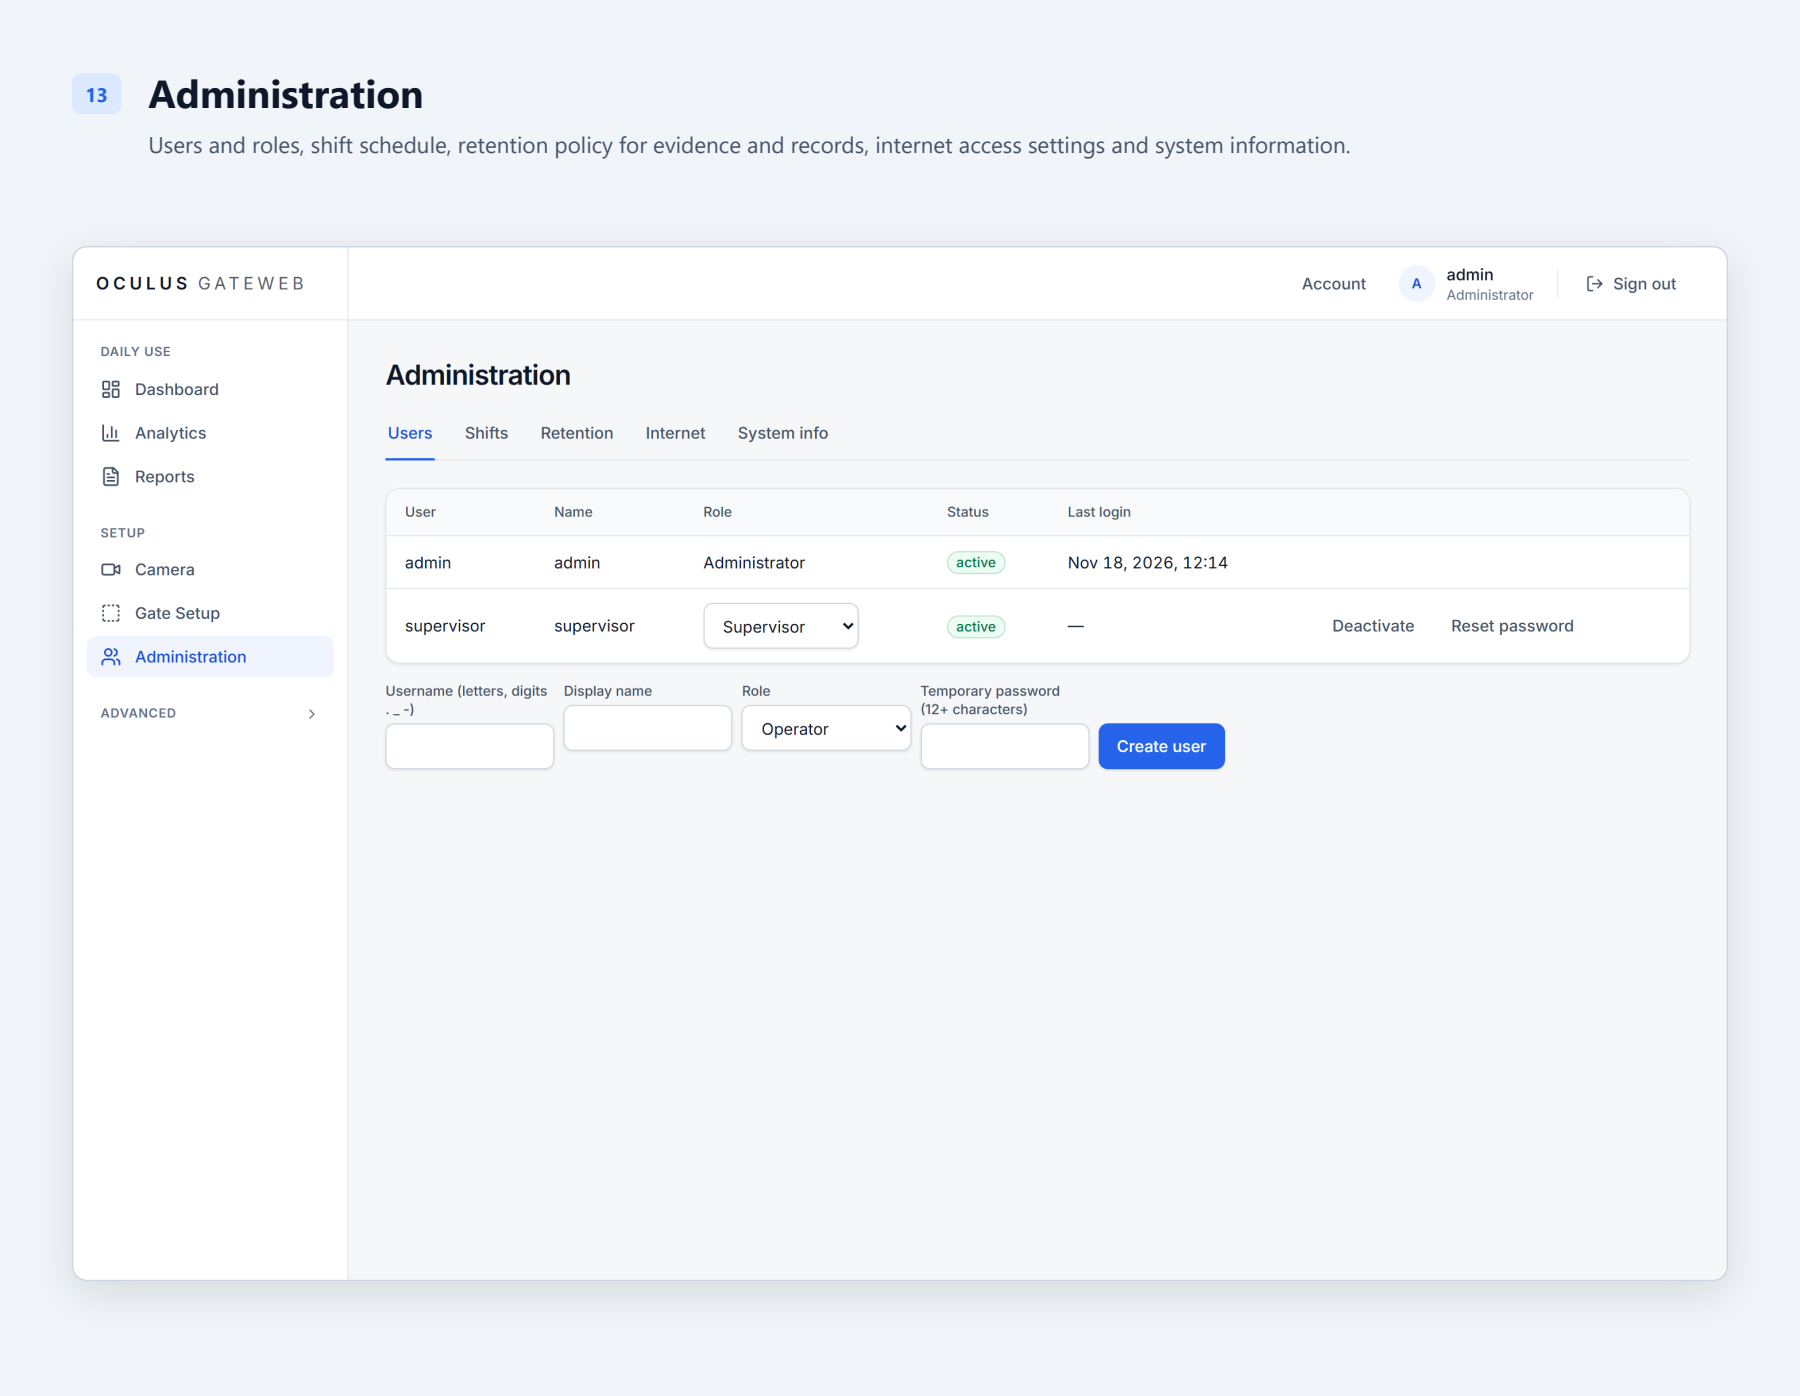 13
Administration
Users and roles, shift schedule, retention policy for evidence and records, internet access settings and system information.
OCULUS GATEWEB
Account
A
admin
Administrator
Sign out
DAILY USE
Dashboard
Analytics
Reports
SETUP
Camera
Gate Setup
Administration
ADVANCED
Administration
Users Shifts Retention Internet System info
User Name Role Status Last login
admin admin Administrator active Nov 18, 2026, 12:14
supervisor supervisor Supervisor active — Deactivate Reset password
Username (letters, digits
. _ -)
Display name
Role
Operator
Temporary password
(12+ characters)
Create user